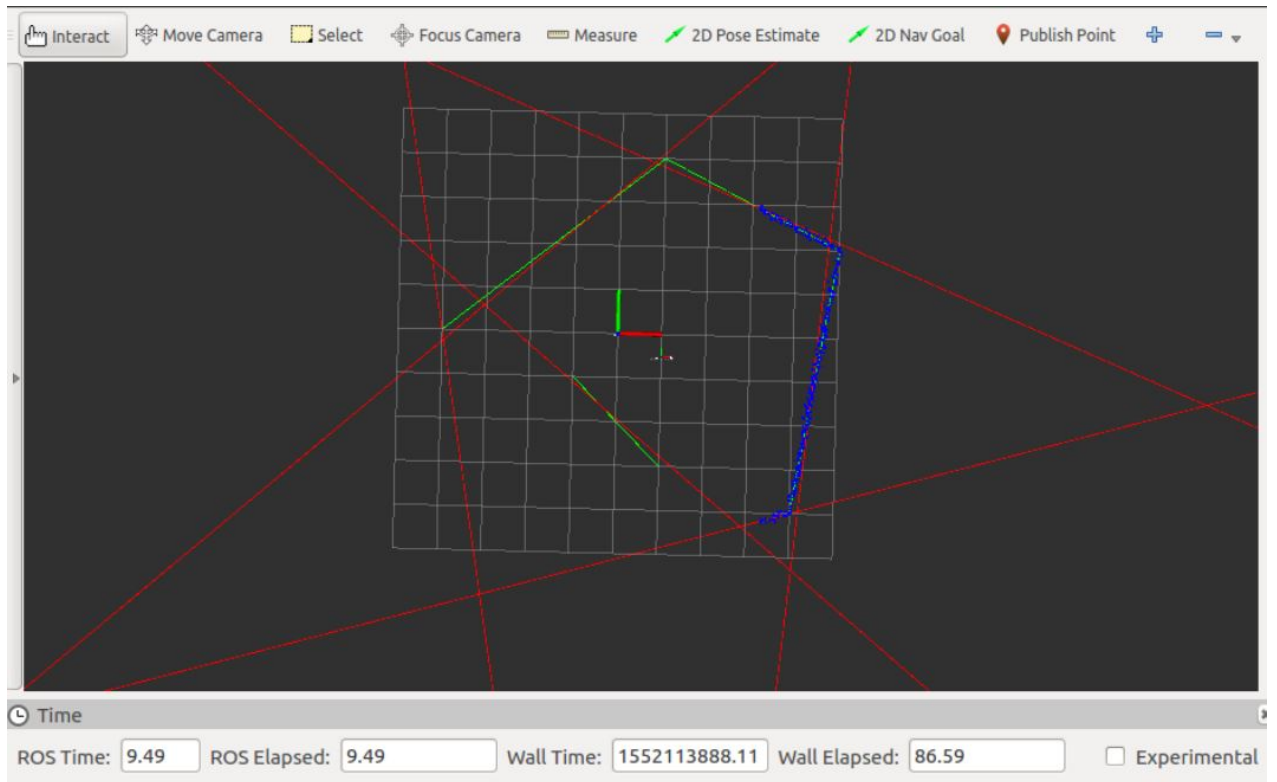 Interact Move Camera Select Focus Camera Measure 2D Pose Estimate 2D Nav Goal Publish Point
Time
ROS Time: 9.49 ROS Elapsed: 9.49 Wall Time: 1552113888.11 Wall Elapsed: 86.59 Experimental